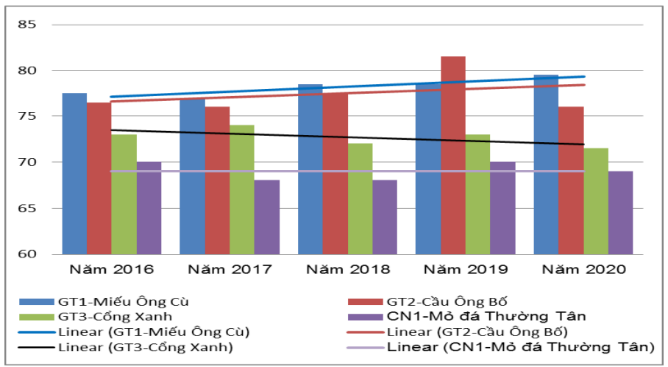 85
80
75
70
65
60
Năm 2016 Năm 2017 Năm 2018 Năm 2019 Năm 2020
GT1-Miếu Ông Cù GT2-Cầu Ông Bố
GT3-Cổng Xanh CN1-Mỏ đá Thường Tân
Linear (GT1-Miếu Ông Cù) Linear (GT2-Cầu Ông Bố)
Linear (GT3-Cổng Xanh) Linear (CN1-Mỏ đá Thường Tân)